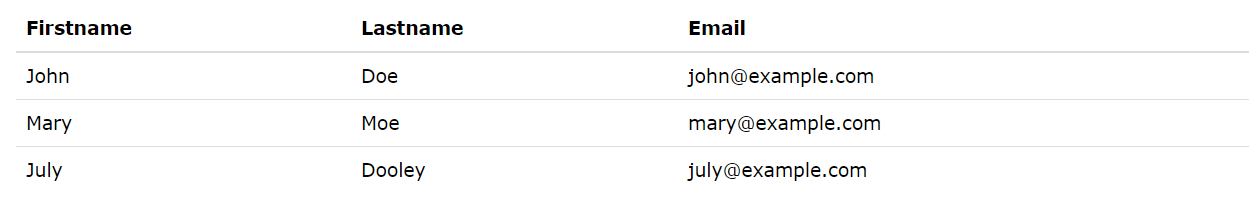 Firstname Lastname Email
John Doe john@example.com
Mary Moe mary@example.com
July Dooley july@example.com